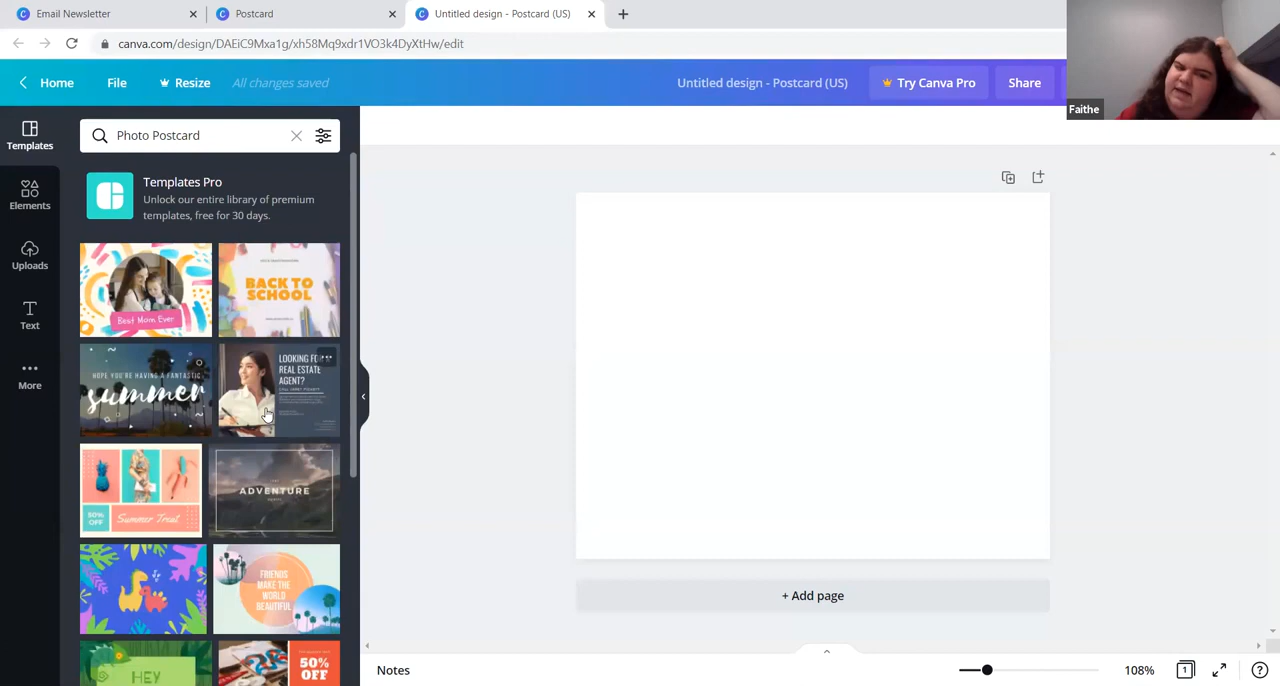 Email Newsletter
Postcard
Untitled design - Postcard (US)
canva.com/design/DAEiC9Mxa1g/xh58Mq9xdr1VO3k4DyXtHw/edit
Home
File
Resize
All changes saved
Untitled design - Postcard (US)
Try Canva Pro
Share
Faithe
Templates
Elements
Uploads
Text
More
Photo Postcard
Templates Pro
Unlock our entire library of premium
templates, free for 30 days.
Best Mom Ever
BACK TO
SCHOOL
HOPE YOU'RE HAVING A FANTASTIC
summer
LOOKING FOR
REAL ESTATE
AGENT?
50%
OFF
Summer Treat
ADVENTURE
FRIENDS
MAKE THE
WORLD
BEAUTIFUL
HEY
50%
OFF
+ Add page
Notes
108%
1